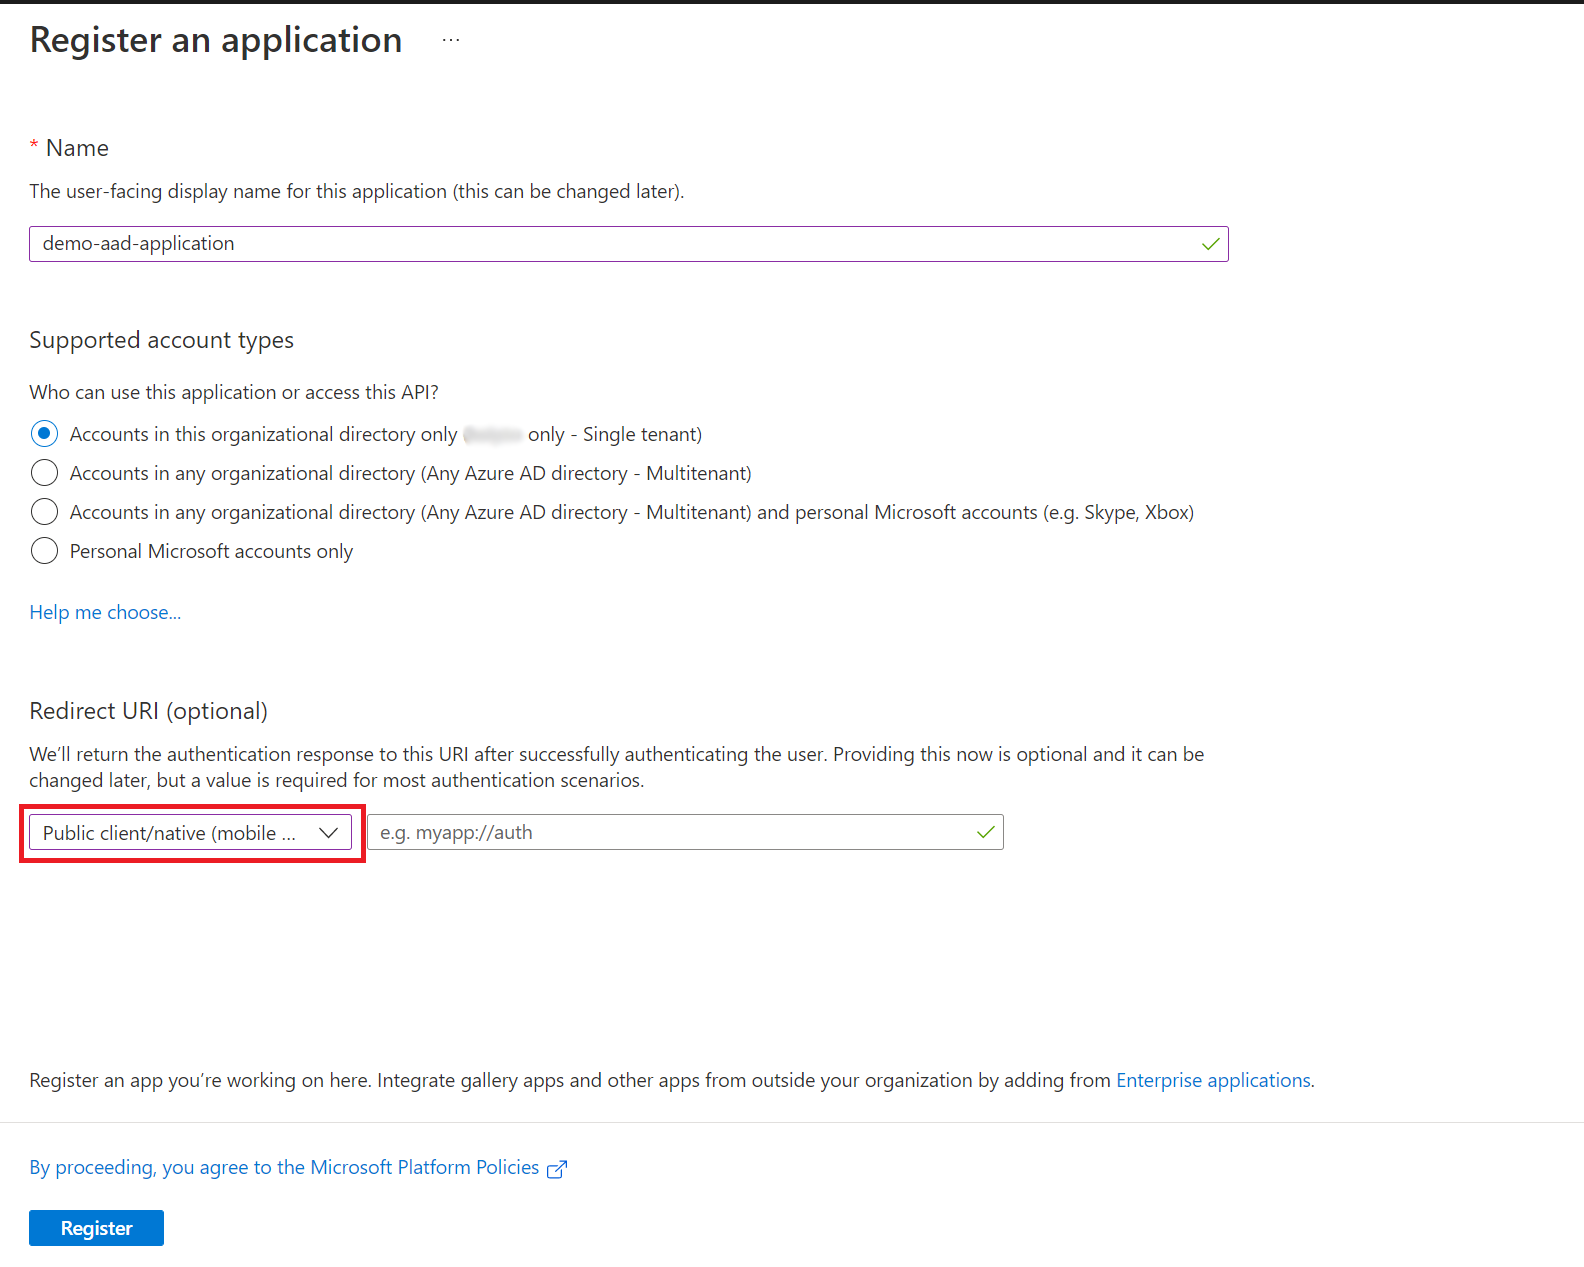 Register an application ...
* Name
The user-facing display name for this application (this can be changed later).
demo-aad-application
Supported account types
Who can use this application or access this API?
Accounts in this organizational directory only only - Single tenant)
Accounts in any organizational directory (Any Azure AD directory - Multitenant)
Accounts in any organizational directory (Any Azure AD directory - Multitenant) and personal Microsoft accounts (e.g. Skype, Xbox)
Personal Microsoft accounts only
Help me choose...
Redirect URI (optional)
We’ll return the authentication response to this URI after successfully authenticating the user. Providing this now is optional and it can be
changed later, but a value is required for most authentication scenarios.
Public client/native (mobile ... e.g. myapp://auth
Register an app you’re working on here. Integrate gallery apps and other apps from outside your organization by adding from Enterprise applications.
By proceeding, you agree to the Microsoft Platform Policies
Register